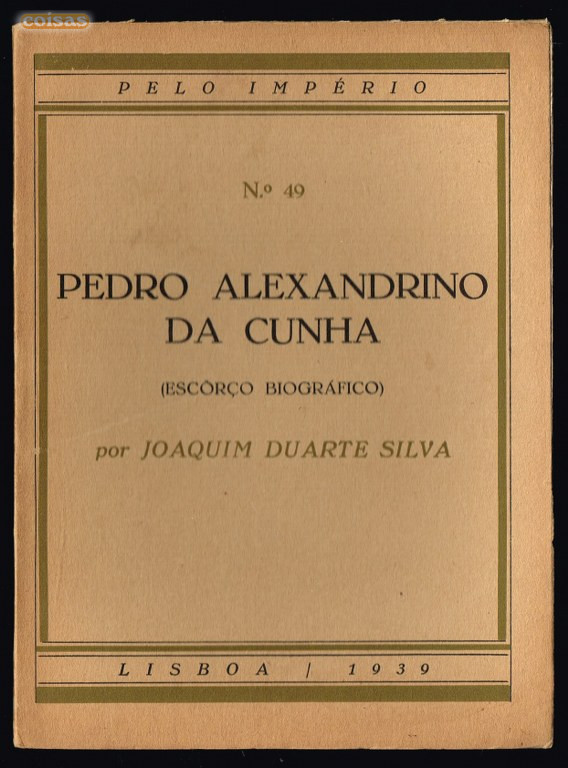 coisas
PELO IMPÉRIO
N.º 49
PEDRO ALEXANDRINO
DA CUNHA
(ESCÔRÇO BIOGRÁFICO)
por JOAQUIM DUARTE SILVA
LISBOA / 1939